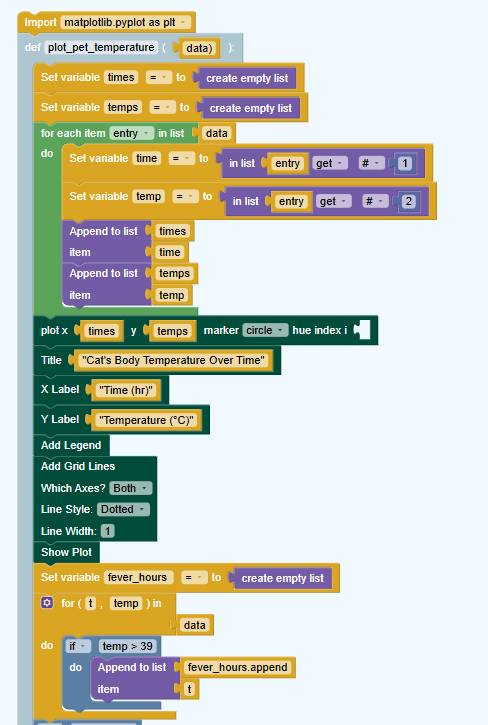 Import matplotlib.pyplot as plt
def plot_pet_temperature ( data) ):
Set variable times = to create empty list
Set variable temps = to create empty list
for each item entry in list data
do Set variable time = to in list entry get # 1
Set variable temp = to in list entry get # 2
Append to list times
item time
Append to list temps
item temp
plot x times y temps marker circle hue index i
Title "Cat's Body Temperature Over Time"
X Label "Time (hr)"
Y Label "Temperature (°C)"
Add Legend
Add Grid Lines
Which Axes? Both
Line Style: Dotted
Line Width: 1
Show Plot
Set variable fever_hours = to create empty list
for ( t , temp ) in
data
do if temp > 39
do Append to list fever_hours.append
item t